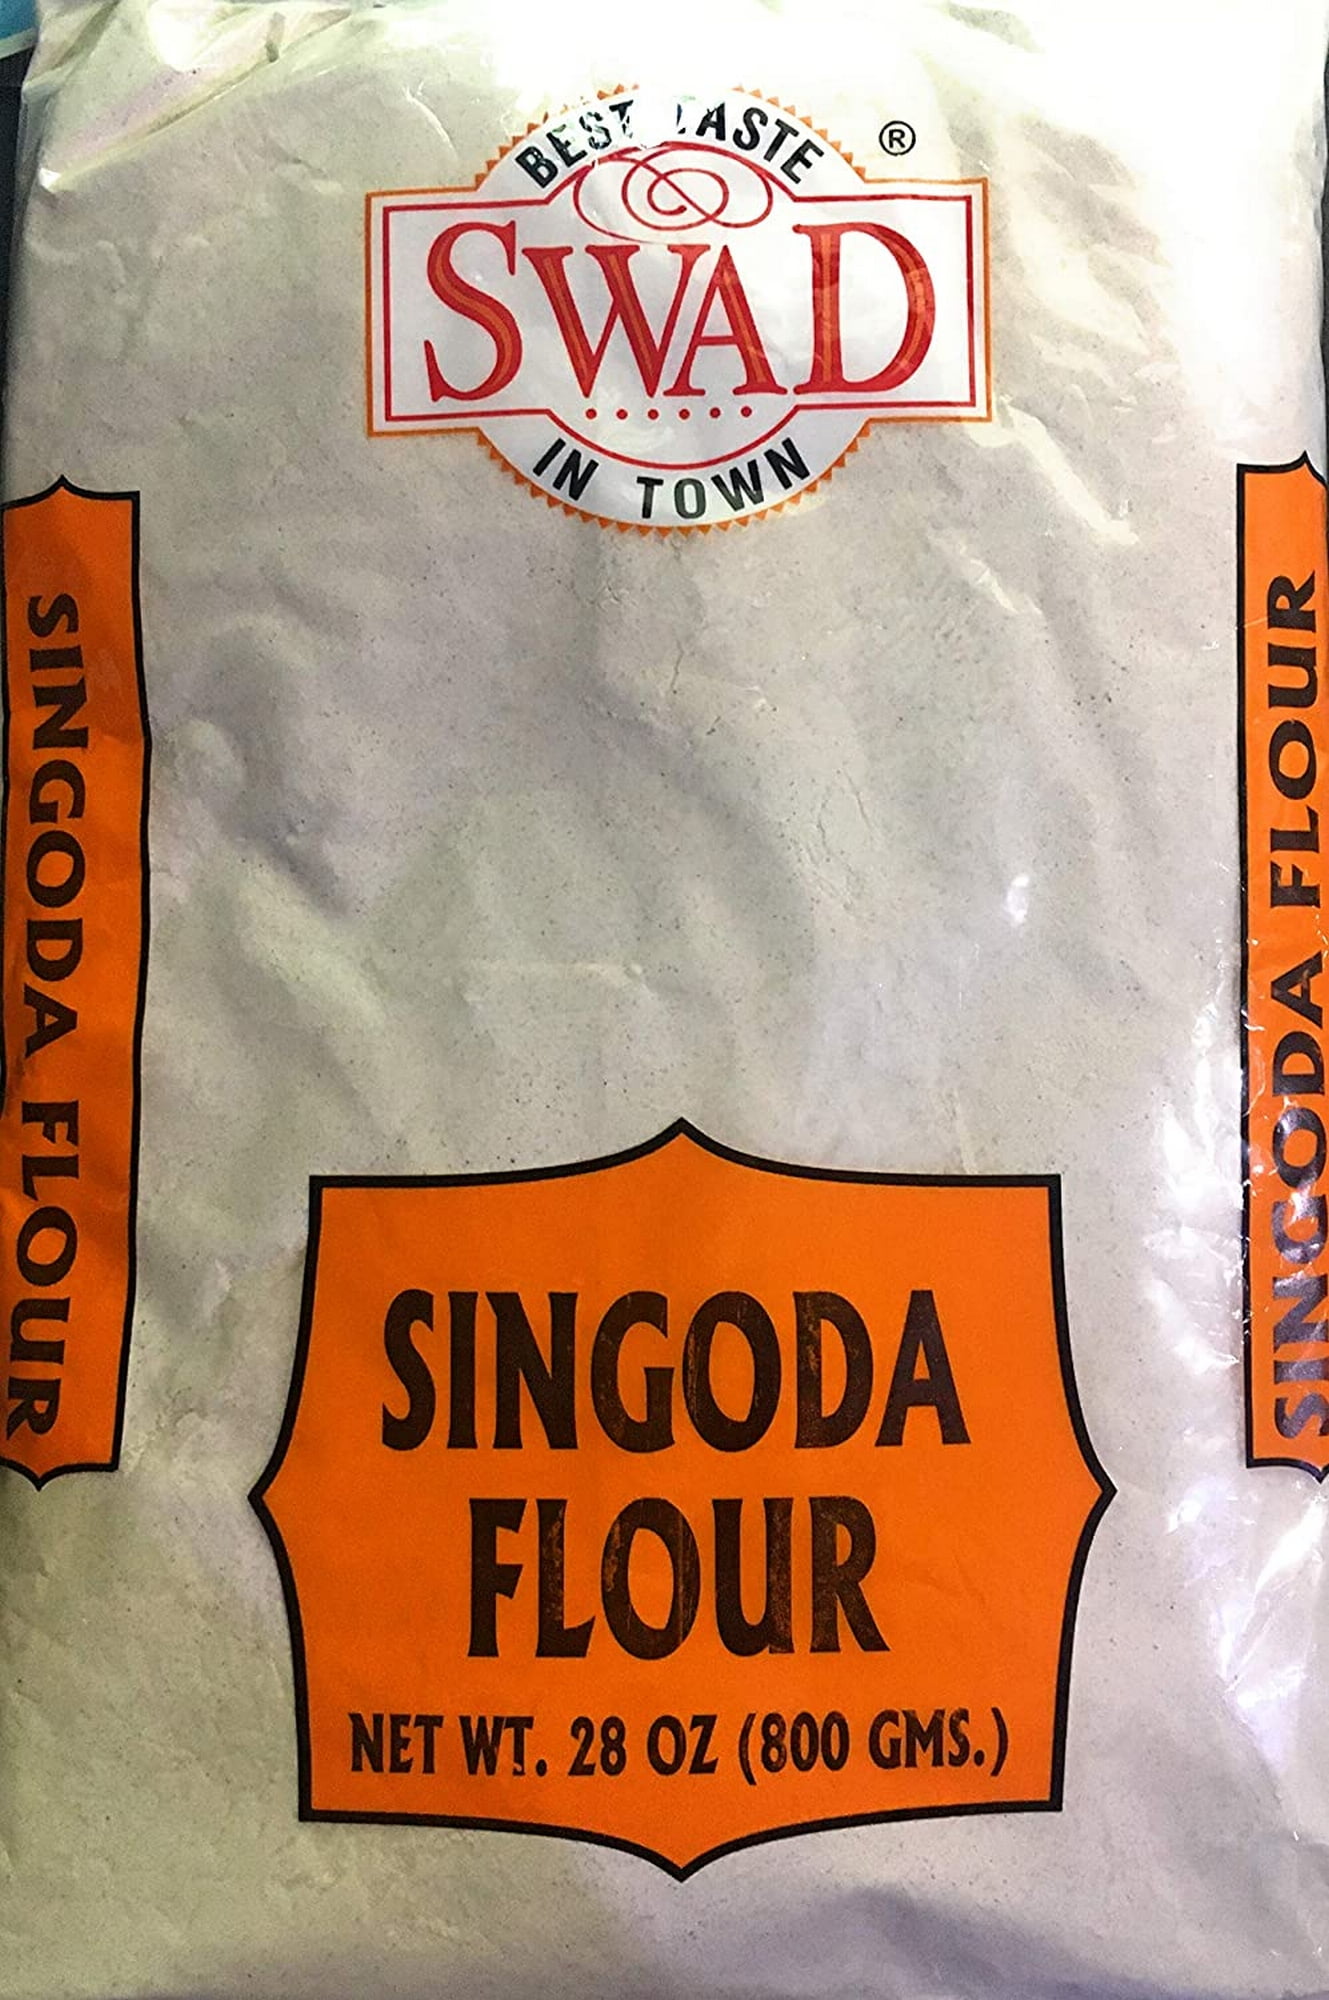 BEST TASTE
®
SWAD
IN TOWN
SINGODA FLOUR
SINGODA FLOUR
SINGODA
FLOUR
NET WT. 28 OZ (800 GMS.)